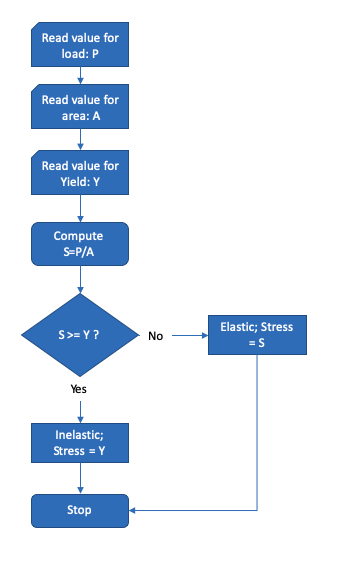 Read value for
load: P
Read value for
area: A
Read value for
Yield: Y
Compute
S=P/A
S >= Y ?
No
Elastic; Stress
= S
Yes
Inelastic;
Stress = Y
Stop